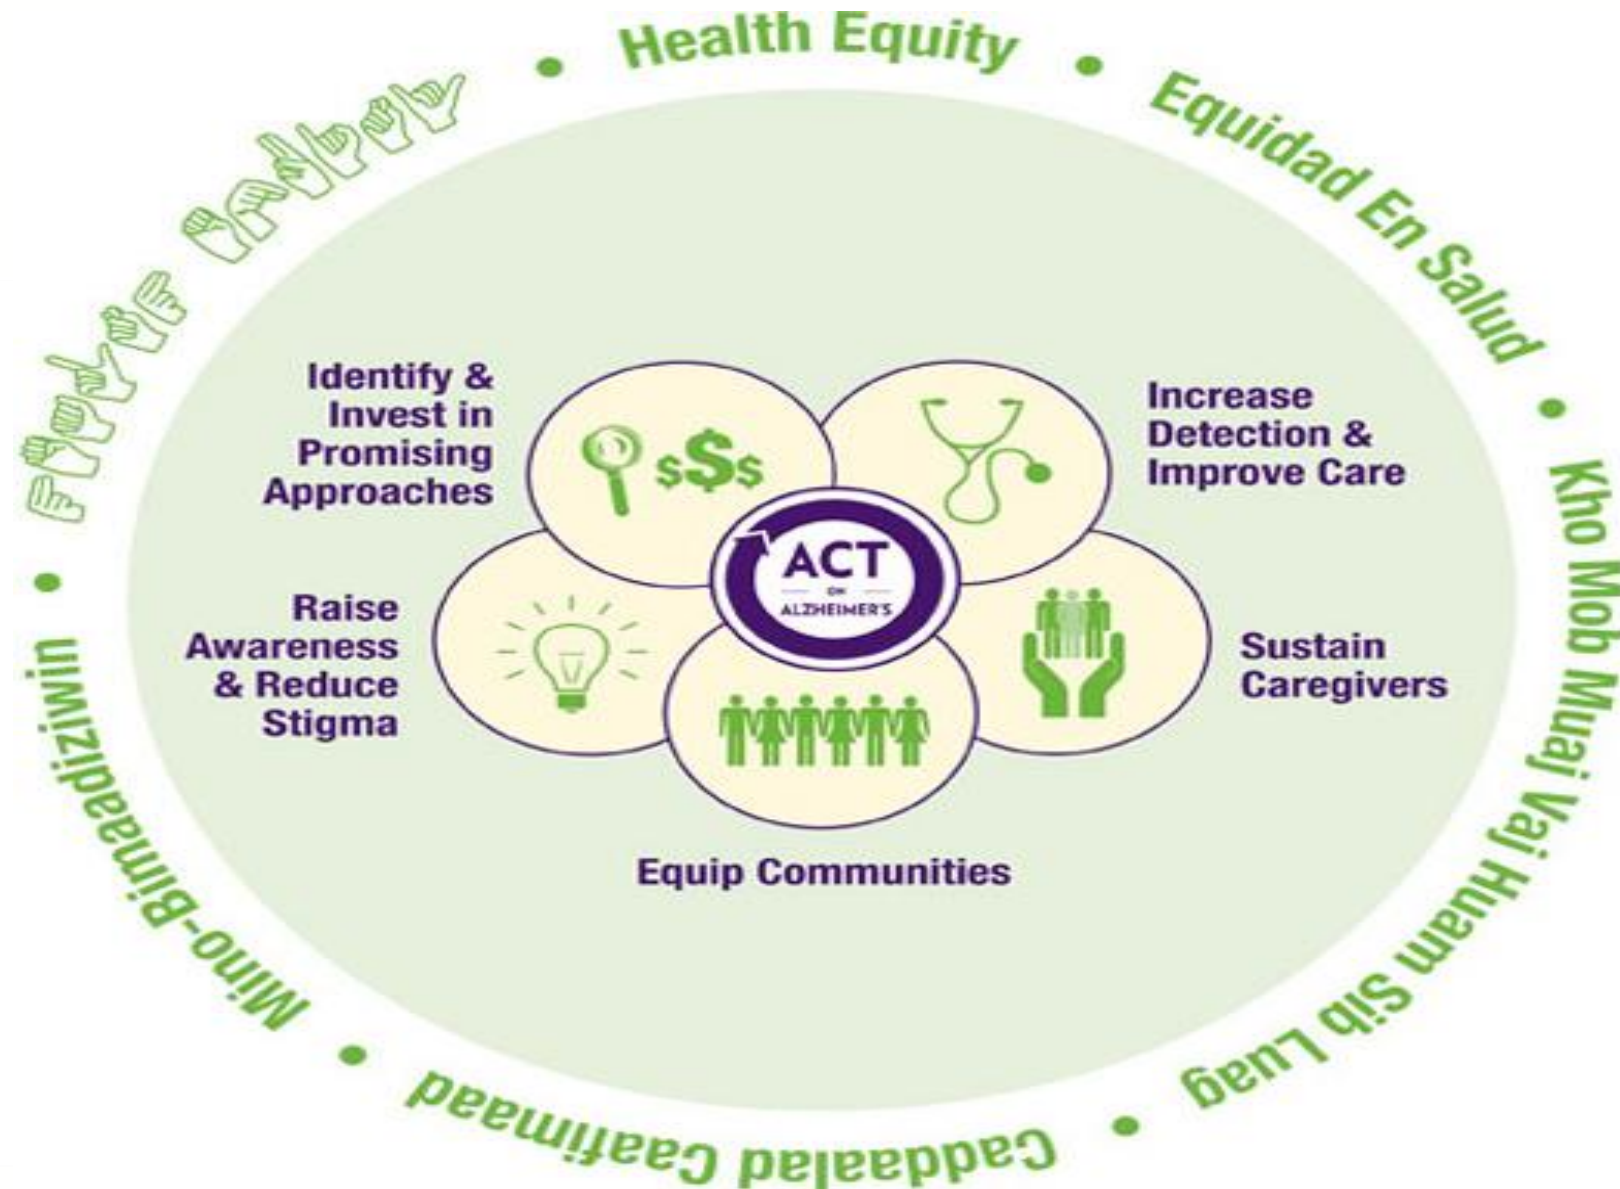 Health Equity
Equidad En Salud
Kho Mob Muaj Vaj Huam Sib Luag
Caddaalad Caafimaad
Mino-Bimaadiziwin
Identify &
Invest in
Promising
Approaches
Increase
Detection &
Improve Care
ACT
ON
ALZHEIMER'S
Raise
Awareness
& Reduce
Stigma
Sustain
Caregivers
Equip Communities
$$$